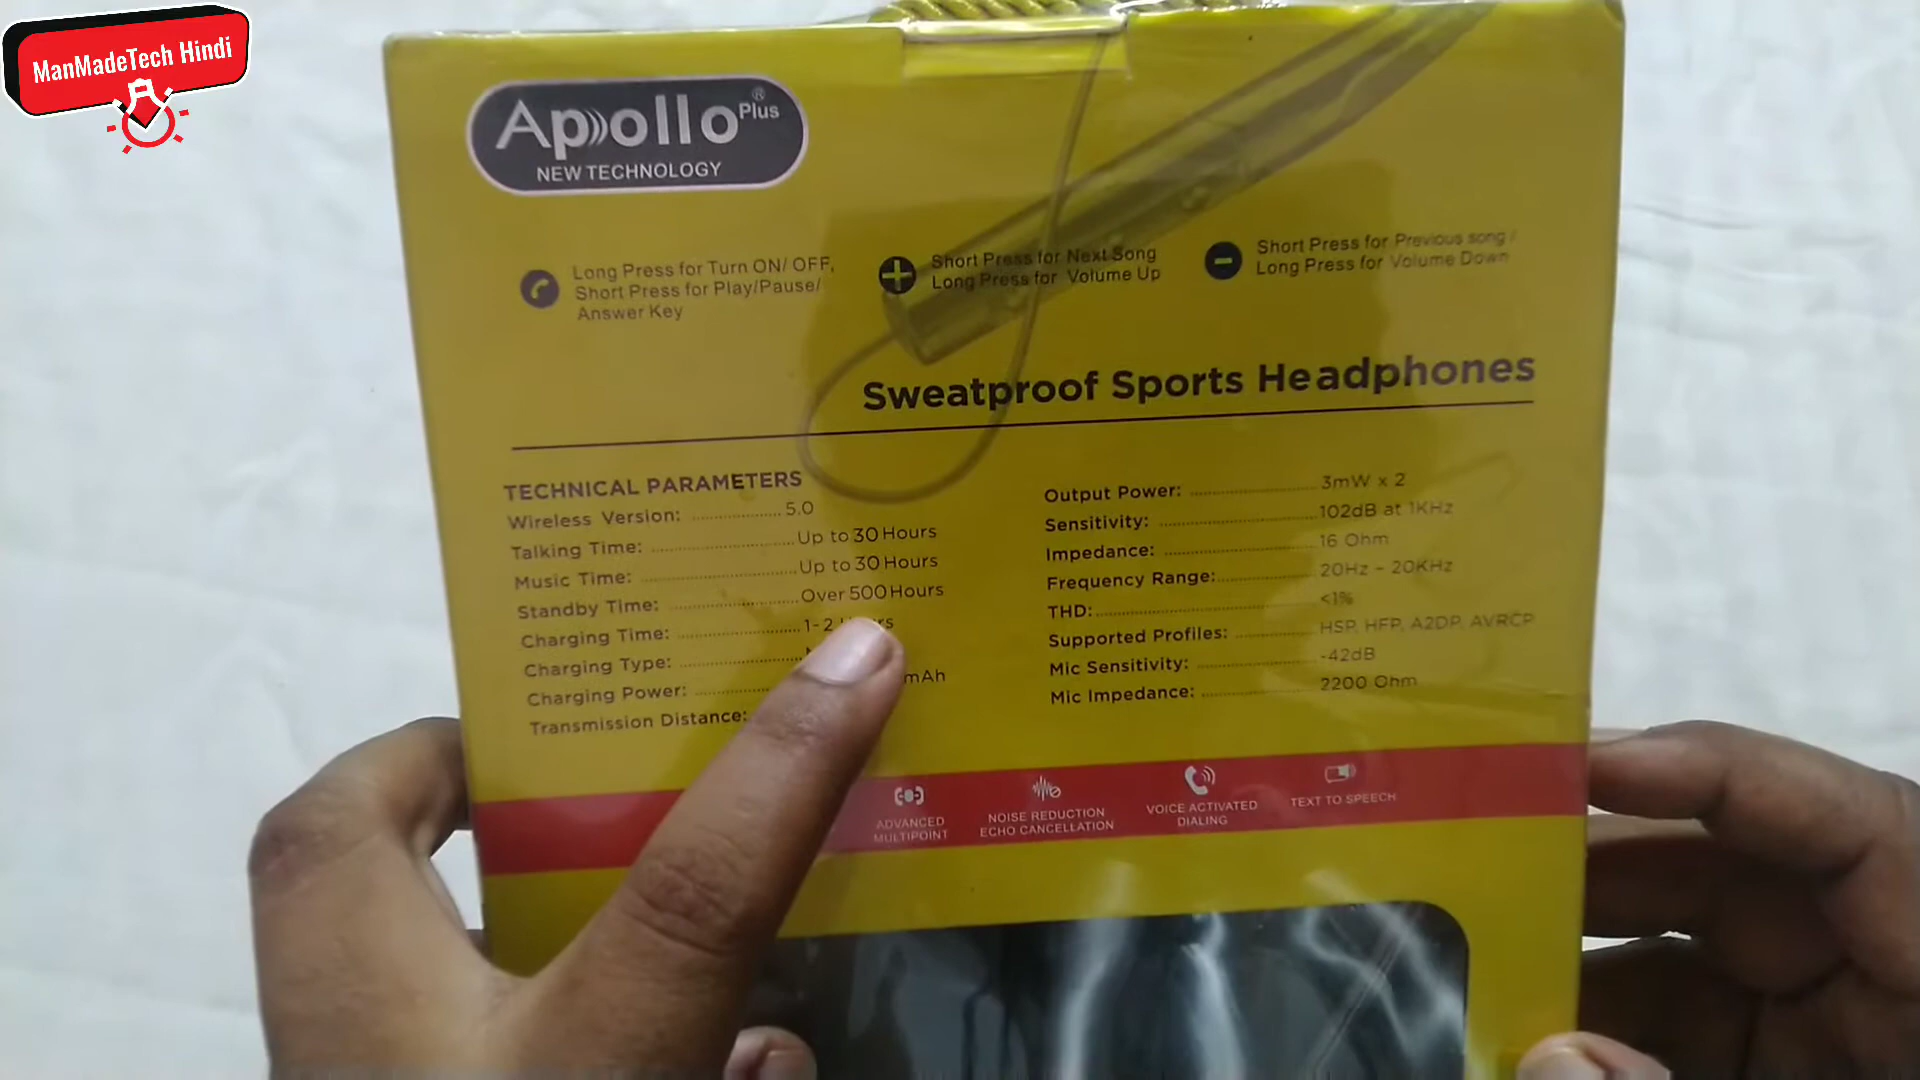 ManMadeTech Hindi
Apollo Plus ®
NEW TECHNOLOGY
Long Press for Turn ON/ OFF,
Short Press for Play/Pause/
Answer Key
Short Press for Next Song
Long Press for Volume Up
Short Press for Previous song /
Long Press for Volume Down
Sweatproof Sports Headphones
TECHNICAL PARAMETERS
Wireless Version: 5.0
Talking Time: Up to 30 Hours
Music Time: Up to 30 Hours
Standby Time: Over 500 Hours
Charging Time: 1-2
Charging Type:
Charging Power: mAh
Transmission Distance:
Output Power: 3mW x 2
Sensitivity: 102dB at 1KHz
Impedance: 16 Ohm
Frequency Range: 20Hz - 20KHz
THD: <1%
Supported Profiles: HSP, HFP, A2DP, AVRCP
Mic Sensitivity: -42dB
Mic Impedance: 2200 Ohm
ADVANCED
MULTIPOINT
NOISE REDUCTION
ECHO CANCELLATION
VOICE ACTIVATED
DIALING
TEXT TO SPEECH